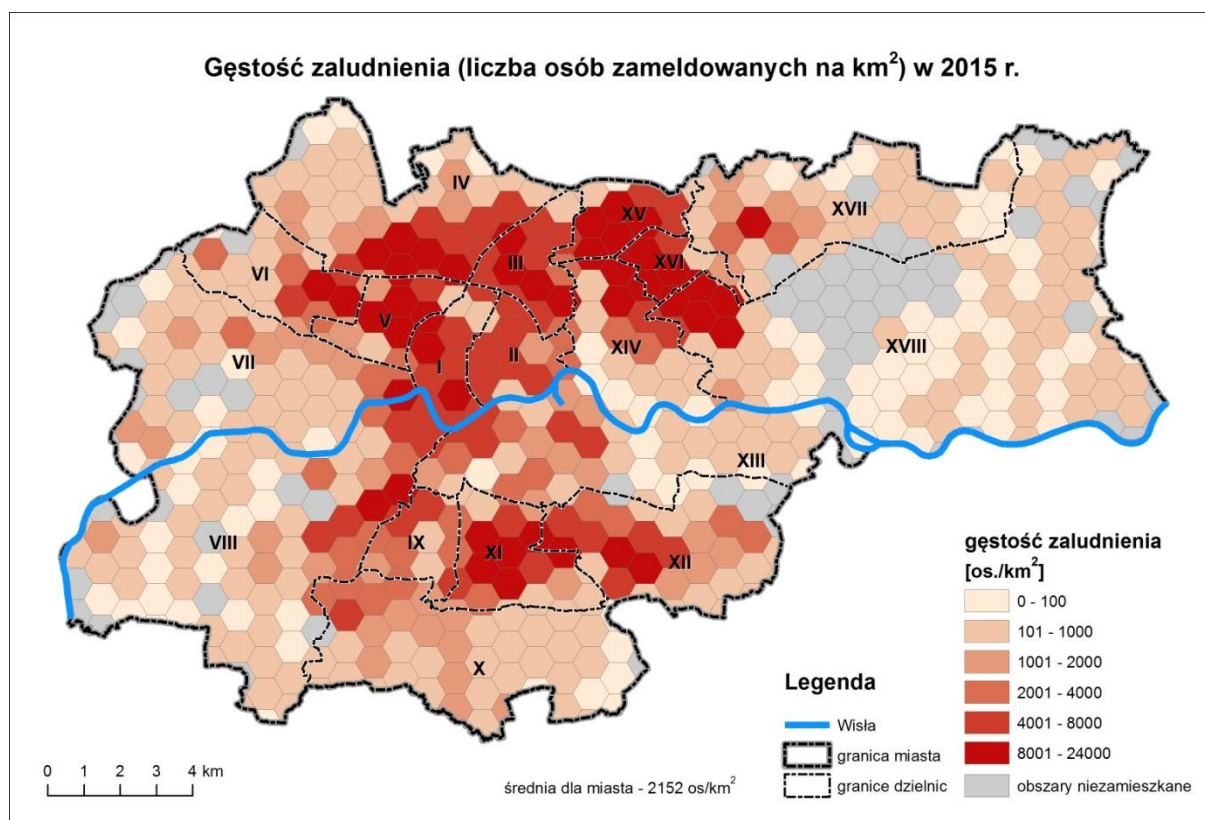 Gęstość zaludnienia (liczba osób zameldowanych na km²) w 2015 r.
IV
XV
XVII
III
XVI
VI
V
VII
I
II
XIV
XVIII
XIII
VIII
IX
XI
XII
X
gęstość zaludnienia
[os./km²]
0 - 100
101 - 1000
1001 - 2000
2001 - 4000
4001 - 8000
8001 - 24000
obszary niezamieszkane
Legenda
Wisła
granica miasta
granice dzielnic
0 1 2 3 4 km
średnia dla miasta - 2152 os/km²